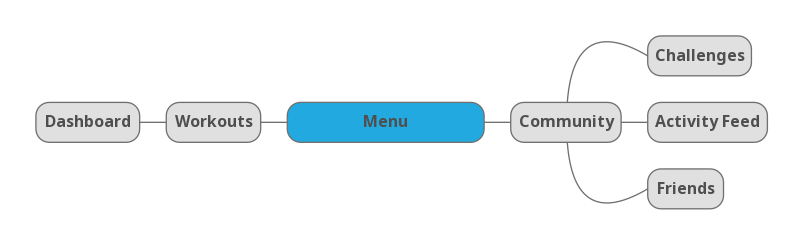 Challenges
Dashboard
Workouts
Menu
Community
Activity Feed
Friends